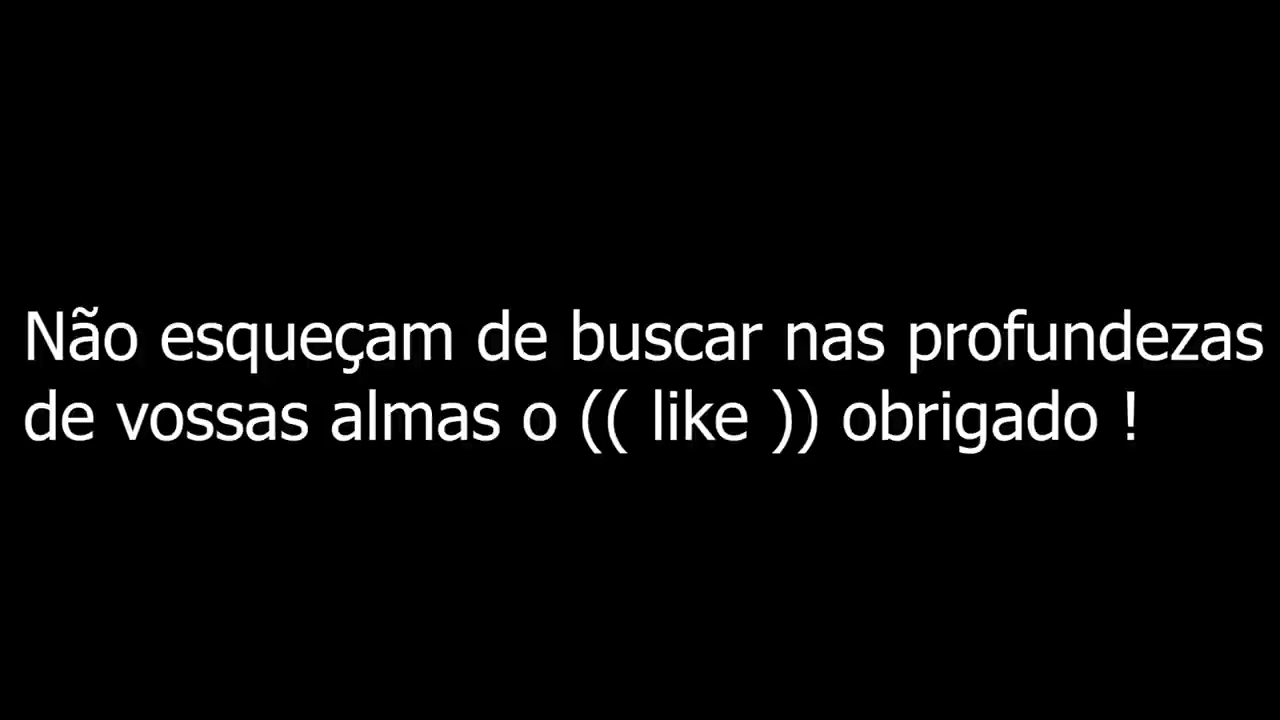 Não esqueçam de buscar nas profundezas
de vossas almas o (( like )) obrigado !